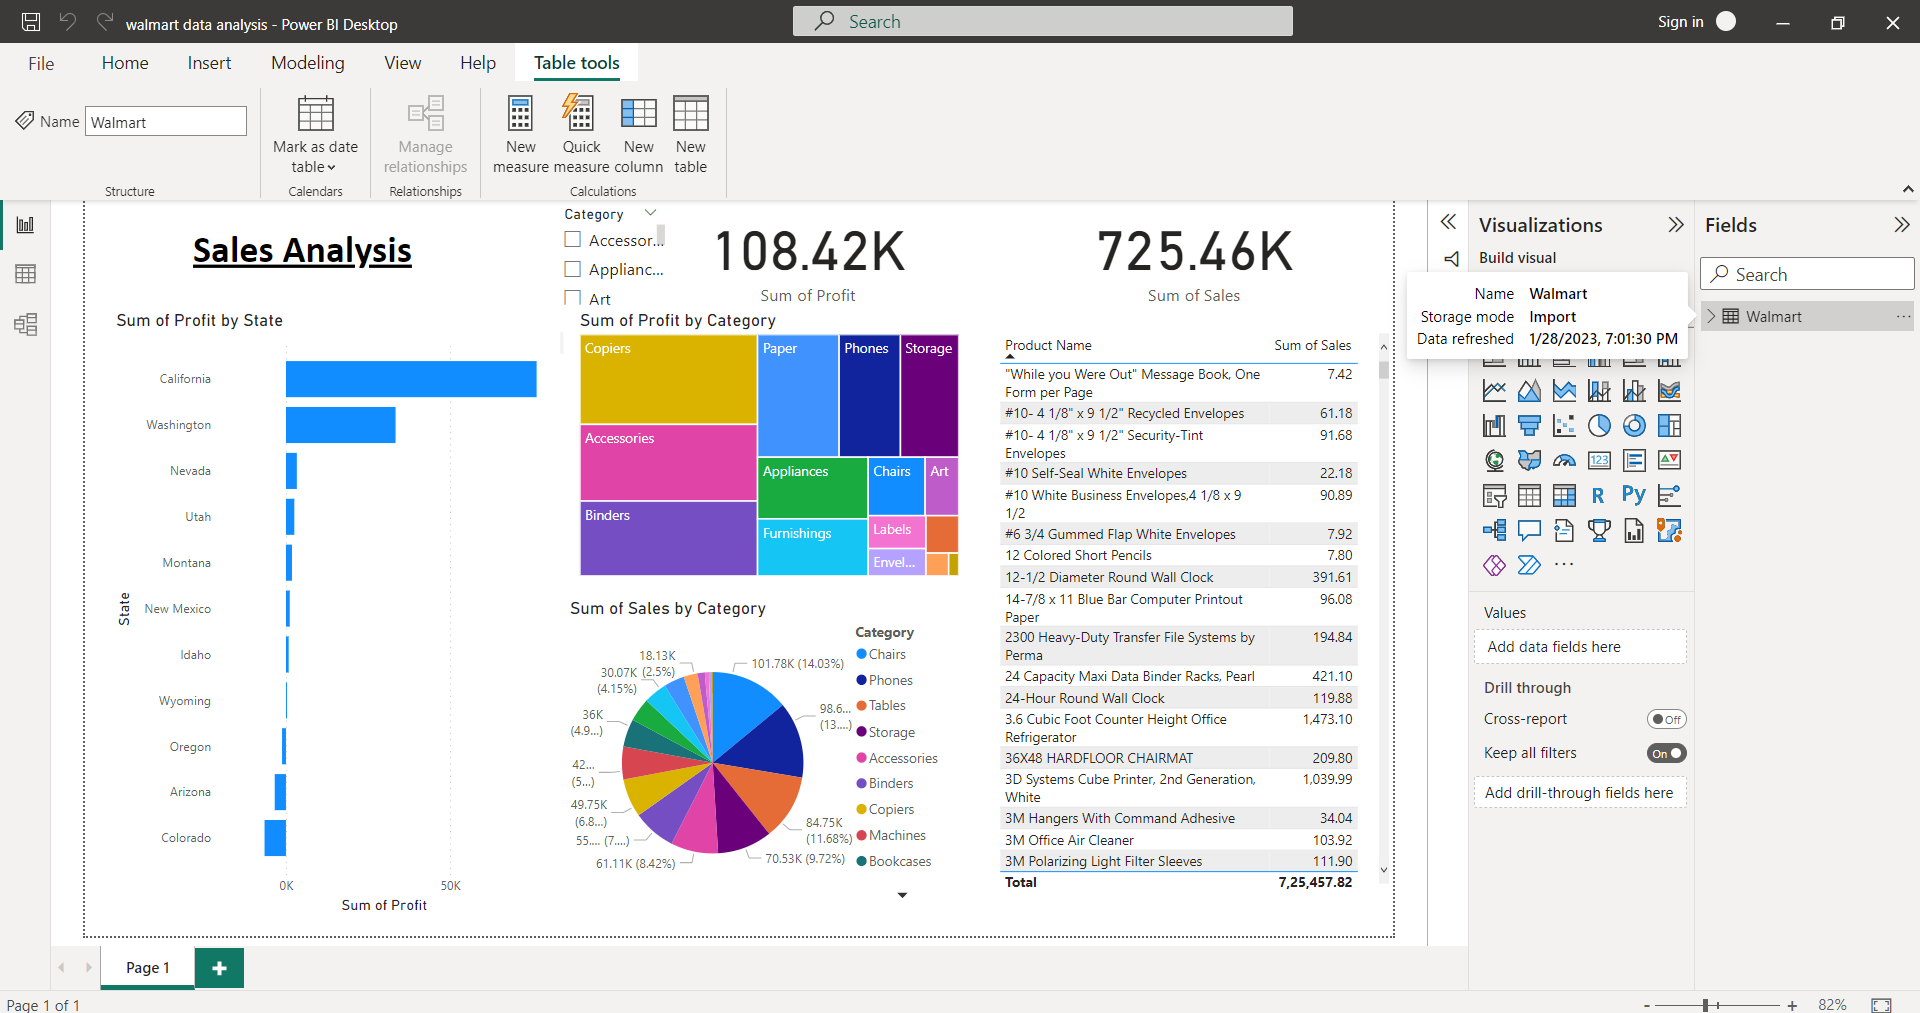 walmart data analysis - Power BI Desktop
Search
Sign in
File Home Insert Modeling View Help Table tools
Name Walmart
Mark as date table
Manage relationships
New measure
Quick measure
New column
New table
Structure
Calendars
Relationships
Calculations
Sales Analysis
Category
Accessor...
Applianc...
Art
108.42K
Sum of Profit
725.46K
Sum of Sales
Sum of Profit by State
State
California
Washington
Nevada
Utah
Montana
New Mexico
Idaho
Wyoming
Oregon
Arizona
Colorado
0K 50K
Sum of Profit
Sum of Profit by Category
Copiers
Accessories
Binders
Paper
Phones
Storage
Appliances
Furnishings
Chairs
Art
Labels
Envel...
Sum of Sales by Category
101.78K (14.03%)
98.6...
(13....)
84.75K
(11.68%)
70.53K (9.72%)
61.11K (8.42%)
55.... (7....)
49.75K
(6.8...)
42...
(5...)
36K
(4.9...)
30.07K
(4.15%)
18.13K
(2.5%)
Category
Chairs
Phones
Tables
Storage
Accessories
Binders
Copiers
Machines
Bookcases
Product Name Sum of Sales
"While you Were Out" Message Book, One 7.42
Form per Page
#10- 4 1/8" x 9 1/2" Recycled Envelopes 61.18
#10- 4 1/8" x 9 1/2" Security-Tint 91.68
Envelopes
#10 Self-Seal White Envelopes 22.18
#10 White Business Envelopes,4 1/8 x 9 90.89
1/2
#6 3/4 Gummed Flap White Envelopes 7.92
12 Colored Short Pencils 7.80
12-1/2 Diameter Round Wall Clock 391.61
14-7/8 x 11 Blue Bar Computer Printout 96.08
Paper
2300 Heavy-Duty Transfer File Systems by 194.84
Perma
24 Capacity Maxi Data Binder Racks, Pearl 421.10
24-Hour Round Wall Clock 119.88
3.6 Cubic Foot Counter Height Office 1,473.10
Refrigerator
36X48 HARDFLOOR CHAIRMAT 209.80
3D Systems Cube Printer, 2nd Generation, 1,039.99
White
3M Hangers With Command Adhesive 34.04
3M Office Air Cleaner 103.92
3M Polarizing Light Filter Sleeves 111.90
Total 7,25,457.82
Visualizations
Build visual
Name Walmart
Storage mode Import
Data refreshed 1/28/2023, 7:01:30 PM
123
R
Py
...
Values
Add data fields here
Drill through
Cross-report Off
Keep all filters On
Add drill-through fields here
Fields
Search
Walmart ...
Page 1
+
Page 1 of 1
- + 82%